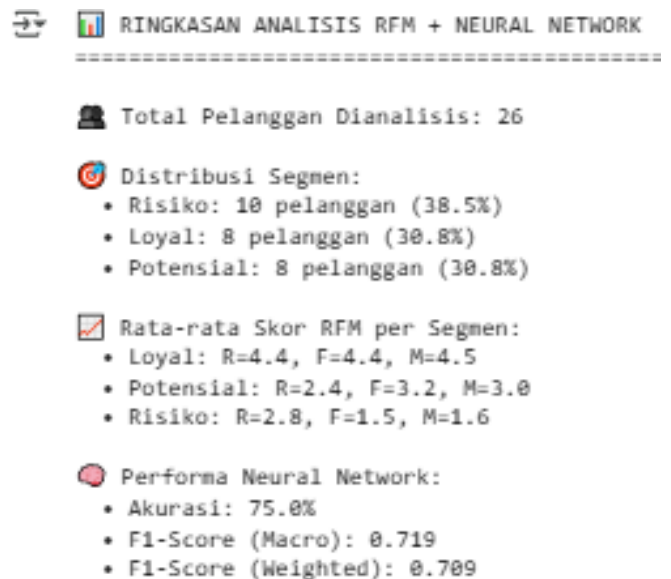 📊 RINGKASAN ANALISIS RFM + NEURAL NETWORK
============================================
👥 Total Pelanggan Dianalisis: 26
🎯 Distribusi Segmen:
• Risiko: 10 pelanggan (38.5%)
• Loyal: 8 pelanggan (30.8%)
• Potensial: 8 pelanggan (30.8%)
📈 Rata-rata Skor RFM per Segmen:
• Loyal: R=4.4, F=4.4, M=4.5
• Potensial: R=2.4, F=3.2, M=3.0
• Risiko: R=2.8, F=1.5, M=1.6
🧠 Performa Neural Network:
• Akurasi: 75.0%
• F1-Score (Macro): 0.719
• F1-Score (Weighted): 0.709